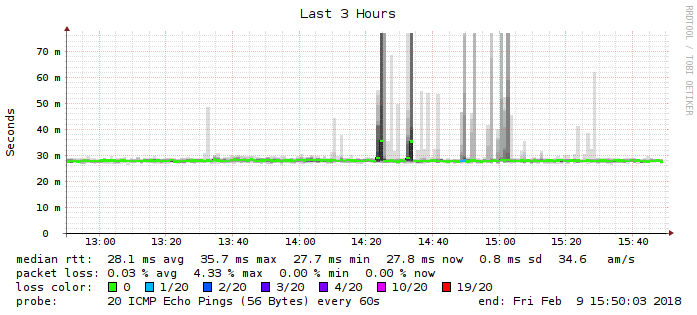 Last 3 Hours
RRDTOOL / TOBI OETIKER
Seconds
70 m
60 m
50 m
40 m
30 m
20 m
10 m
0
13:00 13:20 13:40 14:00 14:20 14:40 15:00 15:20 15:40
median rtt: 28.1 ms avg 35.7 ms max 27.7 ms min 27.8 ms now 0.8 ms sd 34.6 am/s
packet loss: 0.03 % avg 4.33 % max 0.00 % min 0.00 % now
loss color: 0 1/20 2/20 3/20 4/20 10/20 19/20
probe: 20 ICMP Echo Pings (56 Bytes) every 60s end: Fri Feb 9 15:50:03 2018